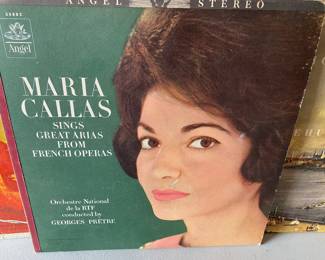 ANGEL STEREO
Angel
MARIA
CALLAS
SINGS
GREAT ARIAS
FROM
FRENCH OPERAS
Orchestre National
de la RTF
conducted by
GEORGES PRÊTRE